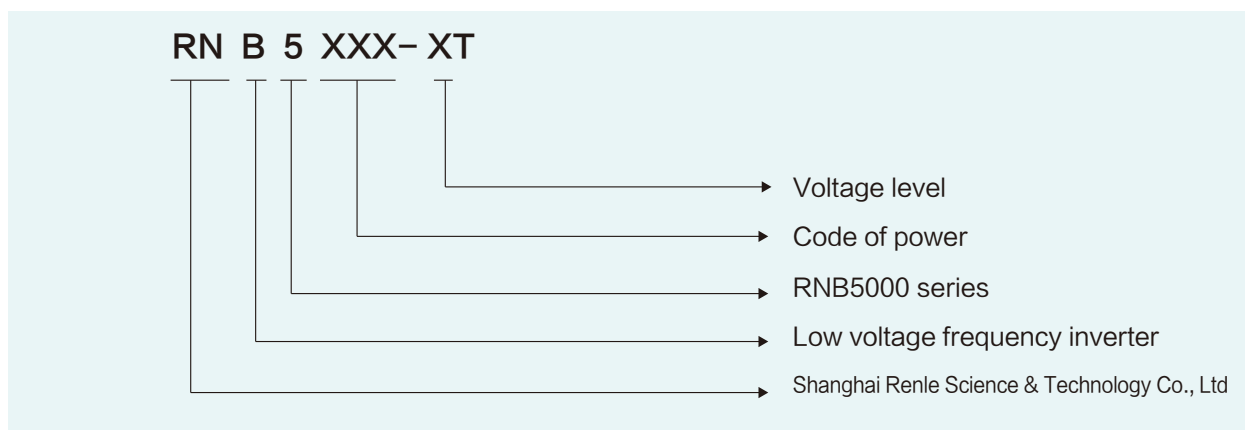 RN B 5 XXX- XT
Voltage level
Code of power
RNB5000 series
Low voltage frequency inverter
Shanghai Renle Science & Technology Co., Ltd